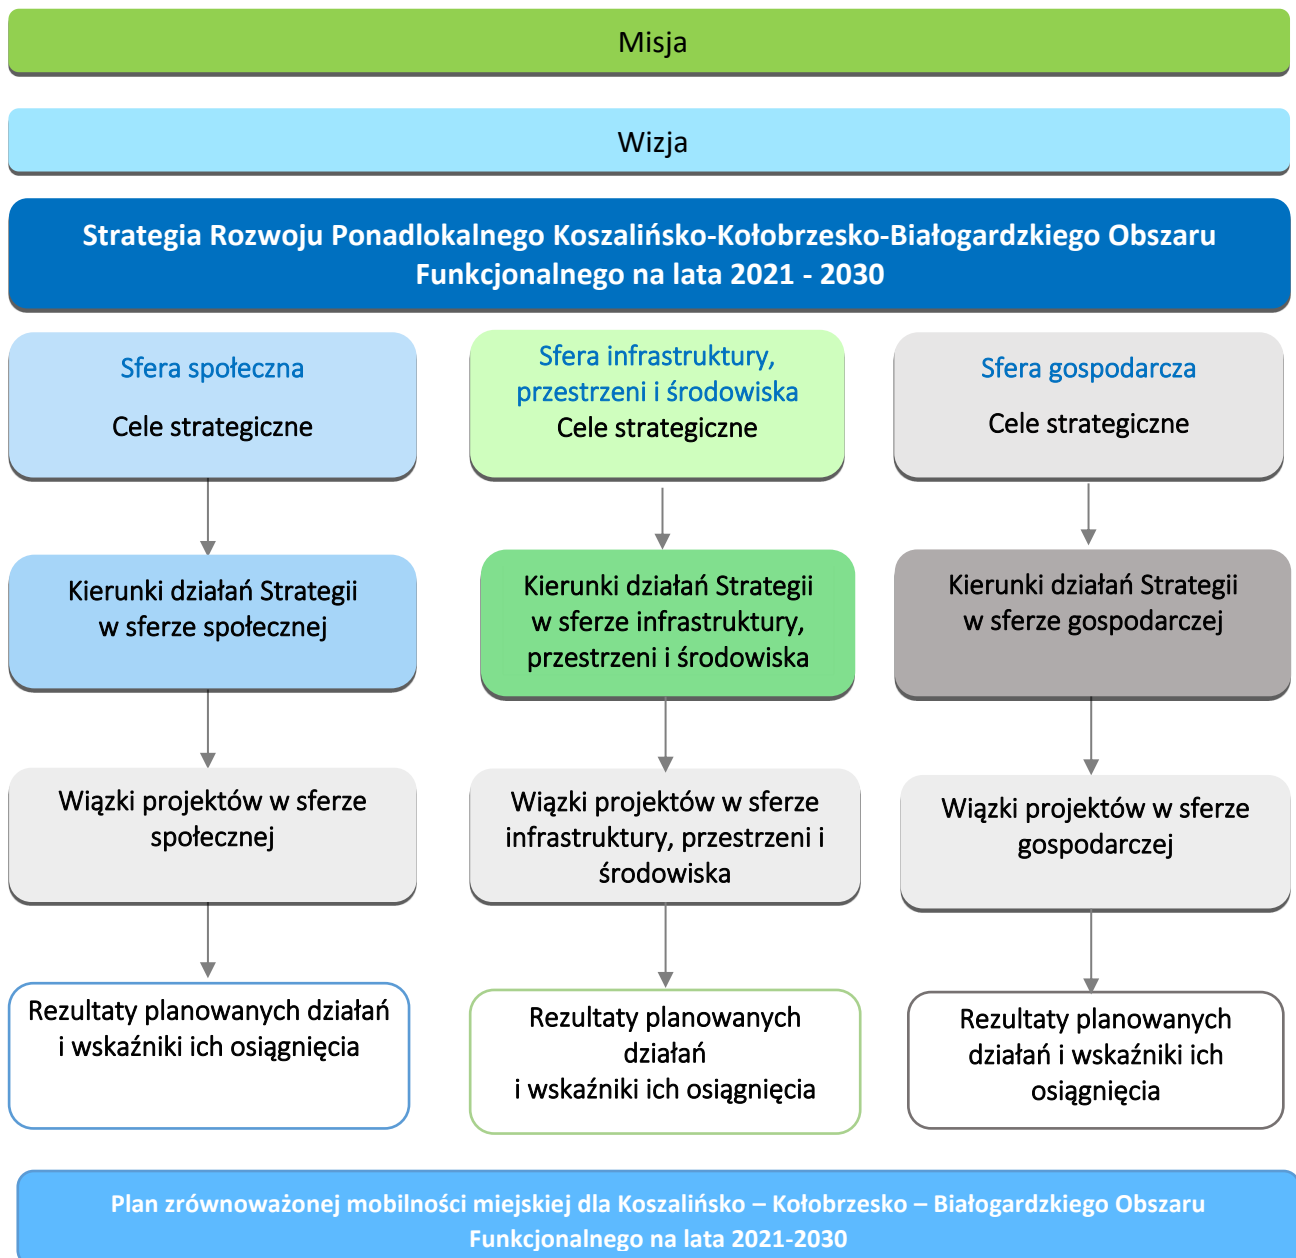 Misja
Wizja
Strategia Rozwoju Ponadlokalnego Koszalińsko-Kołobrzesko-Białogardzkiego Obszaru
Funkcjonalnego na lata 2021 - 2030
Sfera społeczna
Cele strategiczne
Sfera infrastruktury,
przestrzeni i środowiska
Cele strategiczne
Sfera gospodarcza
Cele strategiczne
Kierunki działań Strategii
w sferze społecznej
Kierunki działań Strategii
w sferze infrastruktury,
przestrzeni i środowiska
Kierunki działań Strategii
w sferze gospodarczej
Wiązki projektów w sferze
społecznej
Wiązki projektów w sferze
infrastruktury, przestrzeni i
środowiska
Wiązki projektów w sferze
gospodarczej
Rezultaty planowanych działań
i wskaźniki ich osiągnięcia
Rezultaty planowanych
działań
i wskaźniki ich osiągnięcia
Rezultaty planowanych
działań i wskaźniki ich
osiągnięcia
Plan zrównoważonej mobilności miejskiej dla Koszalińsko – Kołobrzesko – Białogardzkiego Obszaru
Funkcjonalnego na lata 2021-2030